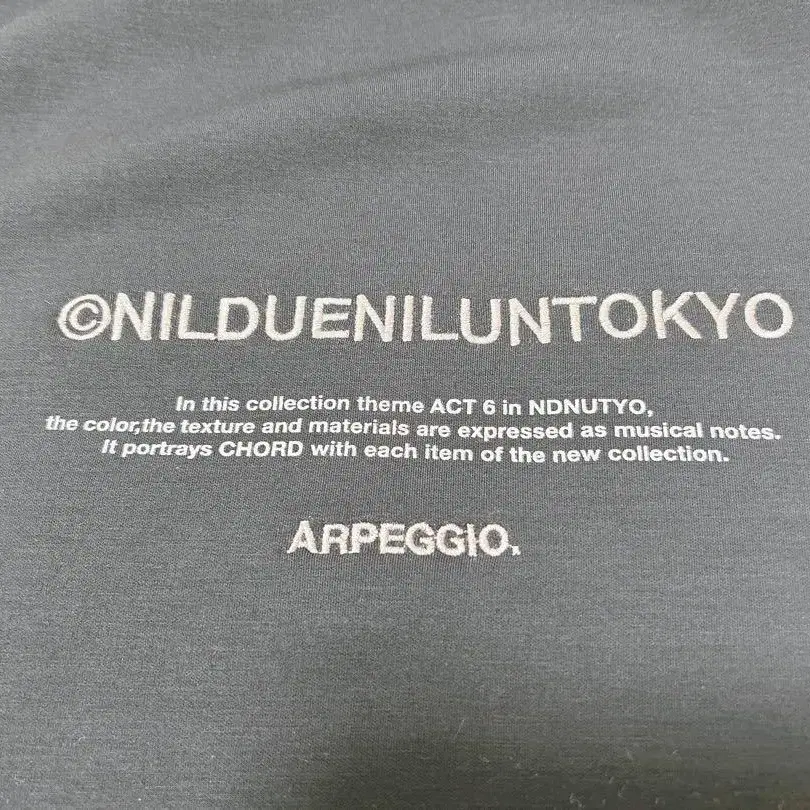 ©NILDUENILUNTOKYO
In this collection theme ACT 6 in NDNUTYO,
the color,the texture and materials are expressed as musical notes.
It portrays CHORD with each item of the new collection.
ARPEGGIO.